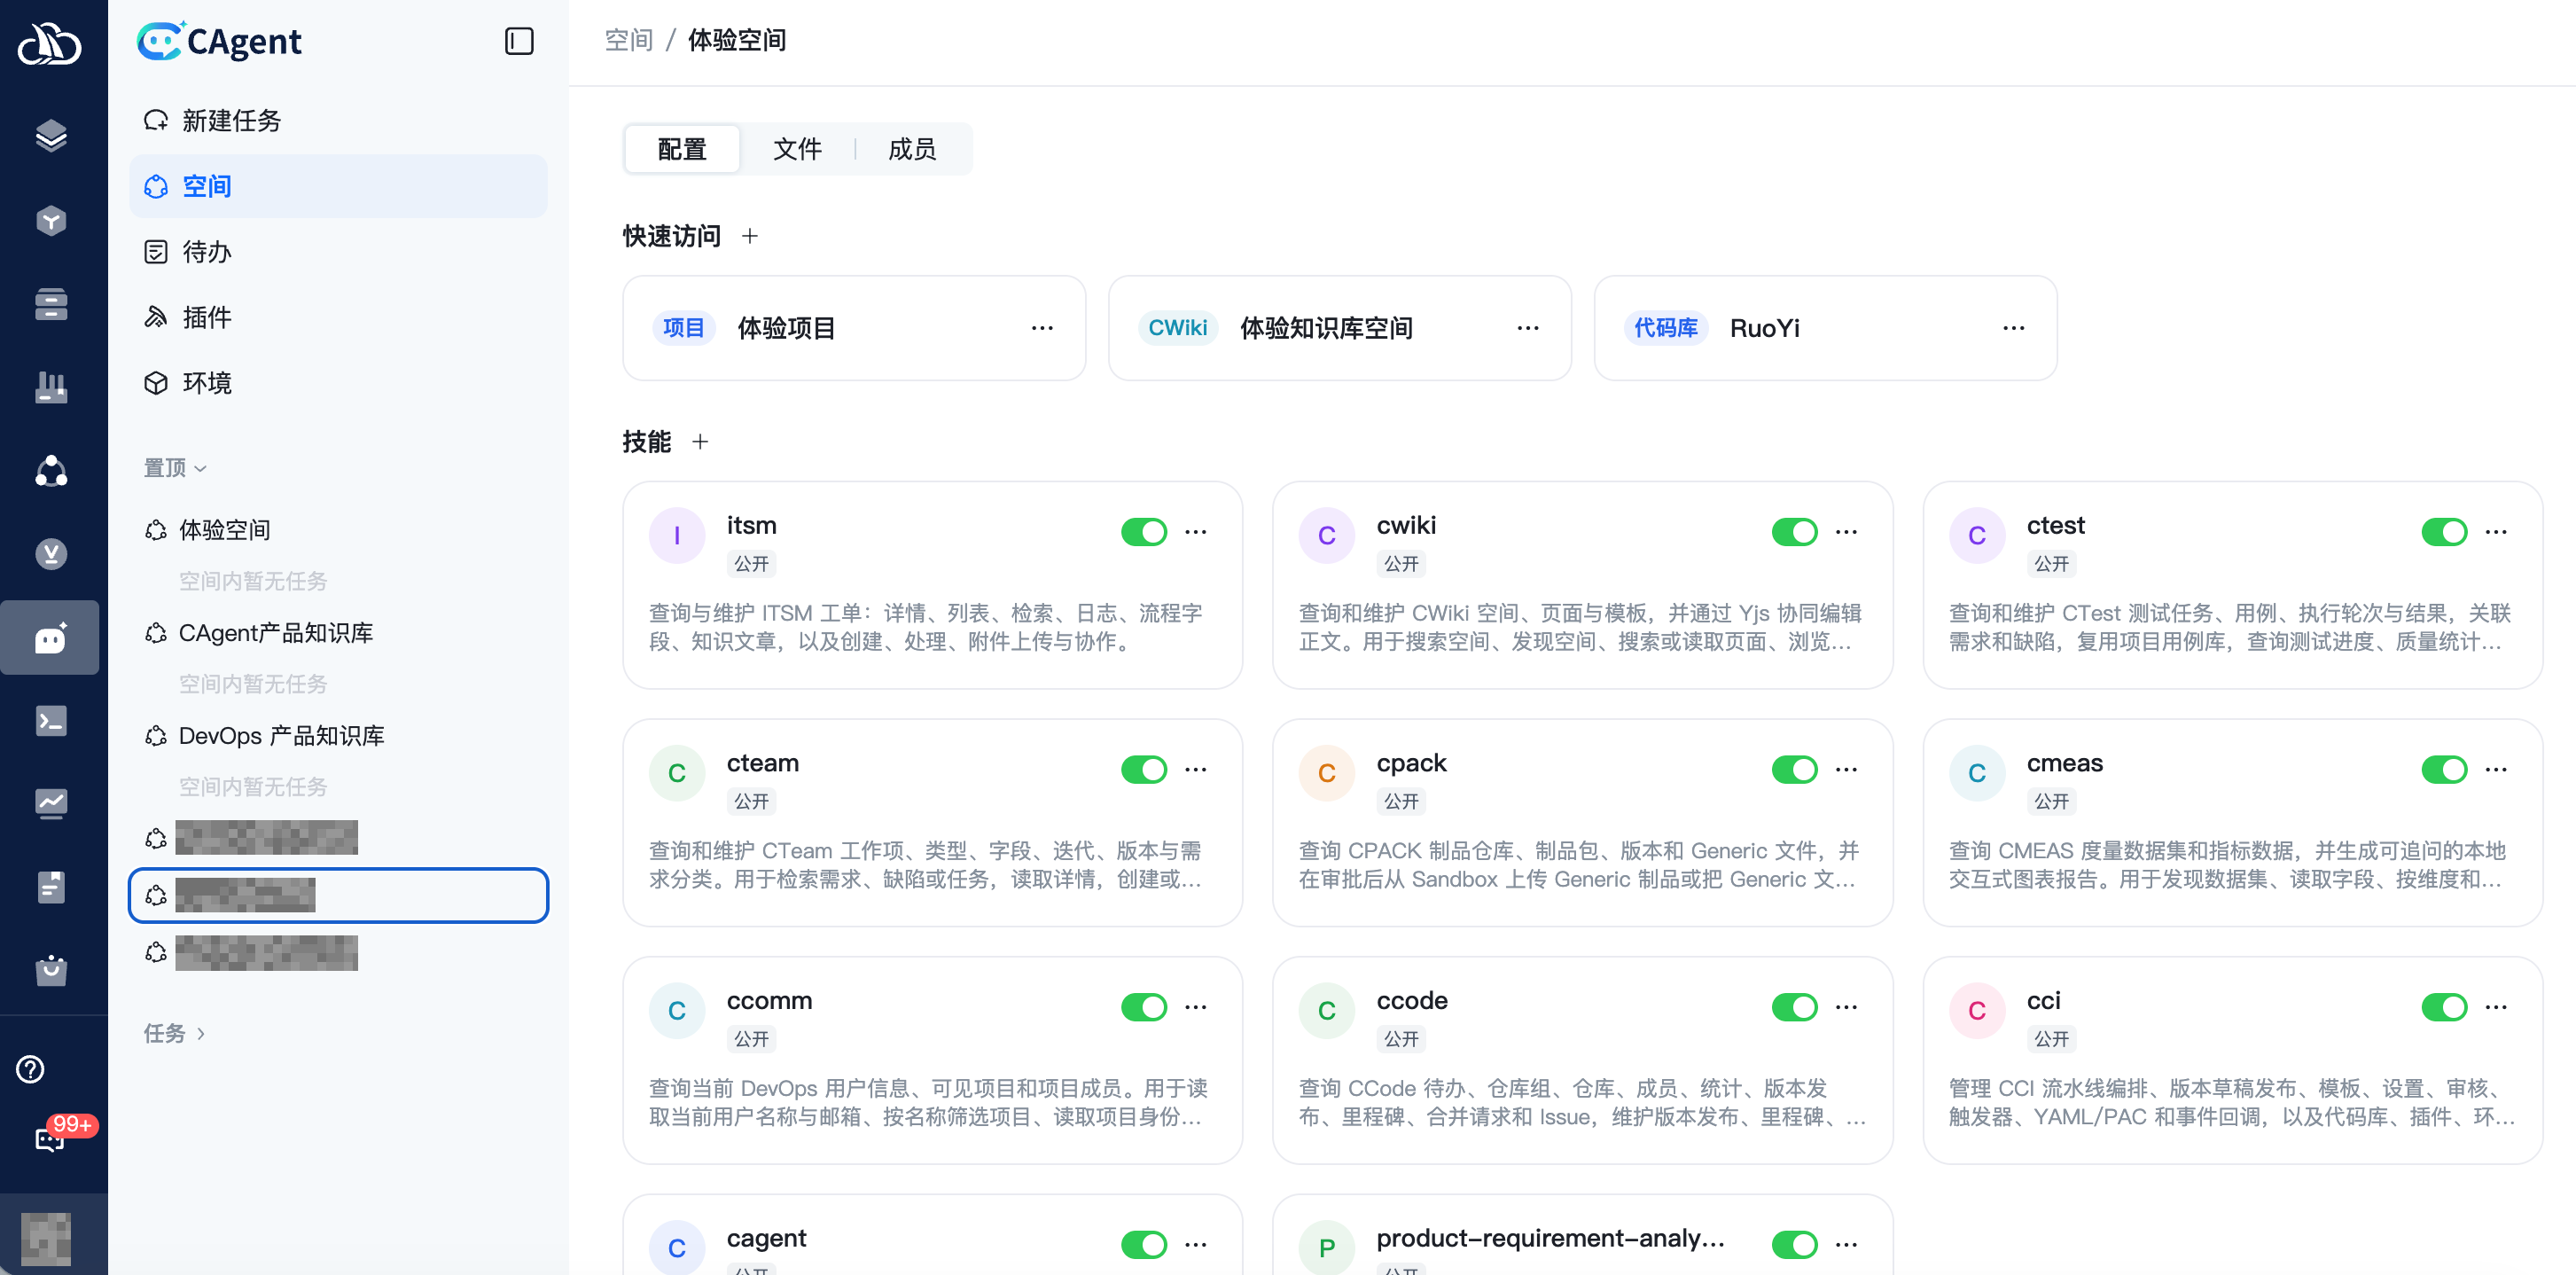 CAgent
新建任务
空间
待办
插件
环境
置顶
体验空间
空间内暂无任务
CAgent产品知识库
空间内暂无任务
DevOps 产品知识库
空间内暂无任务
任务
99+
空间 / 体验空间
配置
文件
成员
快速访问
项目 体验项目
CWiki 体验知识库空间
代码库 RuoYi
技能
I
itsm
公开
查询与维护 ITSM 工单：详情、列表、检索、日志、流程字
段、知识文章，以及创建、处理、附件上传与协作。
C
cwiki
公开
查询和维护 CWiki 空间、页面与模板，并通过 Yjs 协同编辑
正文。用于搜索空间、发现空间、搜索或读取页面、浏览...
C
ctest
公开
查询和维护 CTest 测试任务、用例、执行轮次与结果，关联
需求和缺陷，复用项目用例库，查询测试进度、质量统计...
C
cteam
公开
查询和维护 CTeam 工作项、类型、字段、迭代、版本与需
求分类。用于检索需求、缺陷或任务，读取详情，创建或...
C
cpack
公开
查询 CPACK 制品仓库、制品包、版本和 Generic 文件，并
在审批后从 Sandbox 上传 Generic 制品或把 Generic 文...
C
cmeas
公开
查询 CMEAS 度量数据集和指标数据，并生成可追问的本地
交互式图表报告。用于发现数据集、读取字段、按维度和...
C
ccomm
公开
查询当前 DevOps 用户信息、可见项目和项目成员。用于读
取当前用户名称与邮箱、按名称筛选项目、读取项目身份...
C
ccode
公开
查询 CCode 待办、仓库组、仓库、成员、统计、版本发
布、里程碑、合并请求和 Issue，维护版本发布、里程碑、...
C
cci
公开
管理 CCI 流水线编排、版本草稿发布、模板、设置、审核、
触发器、YAML/PAC 和事件回调，以及代码库、插件、环...
C
cagent
公开
P
product-requirement-analy...
公开